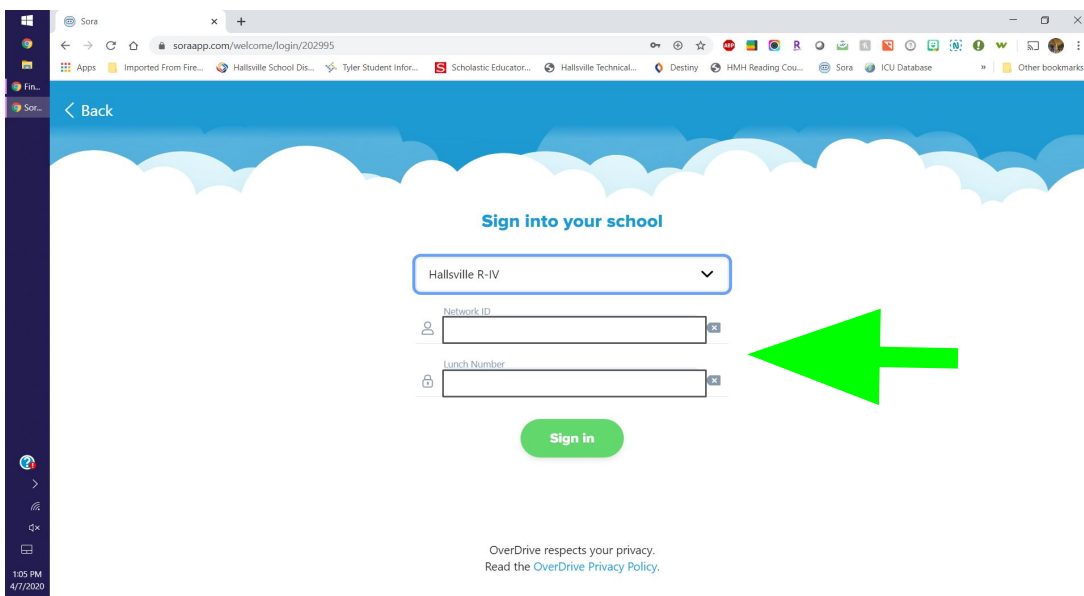 Sora
soraapp.com/welcome/login/202995
Apps Imported From Fire... Hallsville School Dis... Tyler Student Infor... Scholastic Educator... Hallsville Technical... Destiny HMH Reading Cou... Sora ICU Database » Other bookmarks
Fin...
Sor...
Back
Sign into your school
Hallsville R-IV
Network ID
Lunch Number
Sign in
OverDrive respects your privacy.
Read the OverDrive Privacy Policy.
1:05 PM
4/7/2020